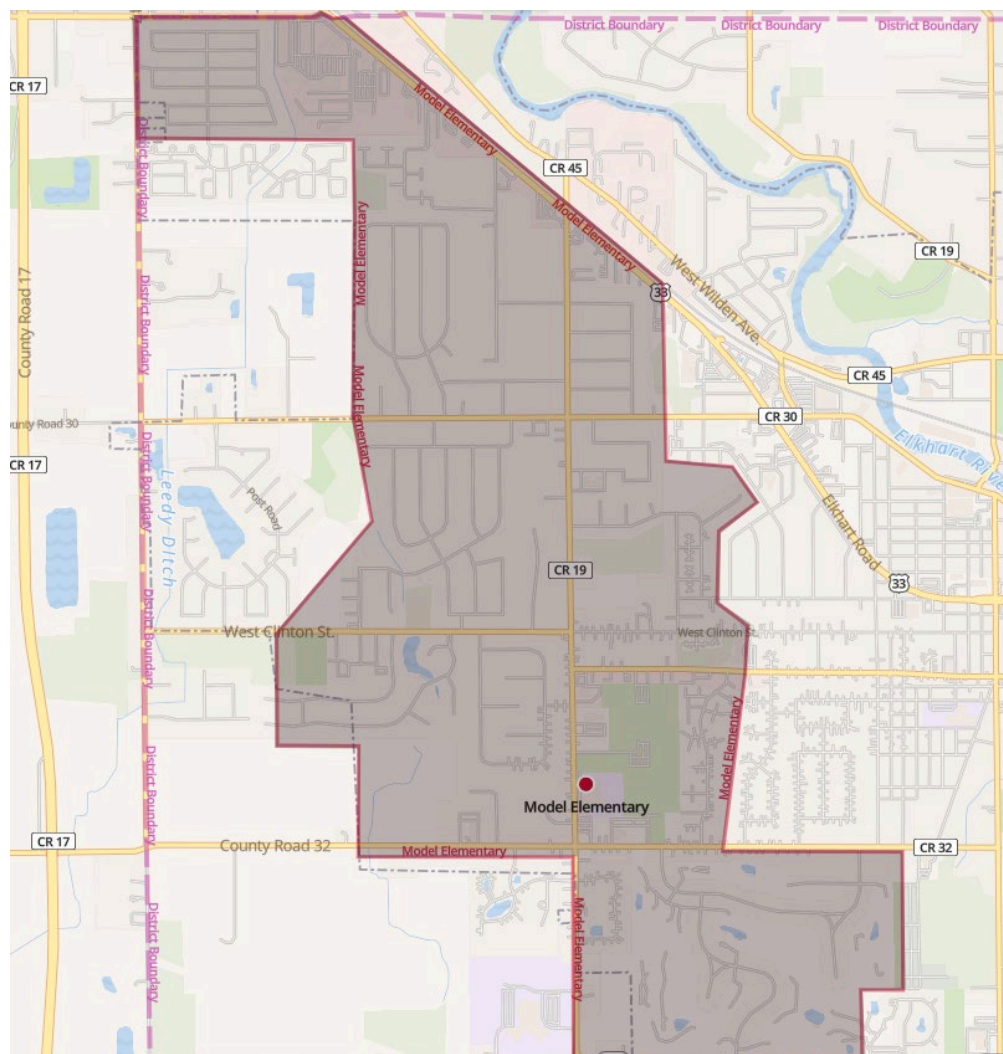 District Boundary
District Boundary
District Boundary
CR 17
Model Elementary
District Boundary
CR 45
Model Elementary
Model Elementary
CR 19
West Wilden Ave.
County Road 17
33
District Boundary
CR 45
Model Elementary
CR 30
ounty Road 30
Elkhart Rive
CR 17
District Boundary
Leedy Ditch
Post Road
Elkhart Road
CR 19
33
District Boundary
West Clinton St.
West Clinton St.
Model Elementary
District Boundary
Model Elementary
CR 17
County Road 32
Model Elementary
CR 32
District Boundary
Model Elementary